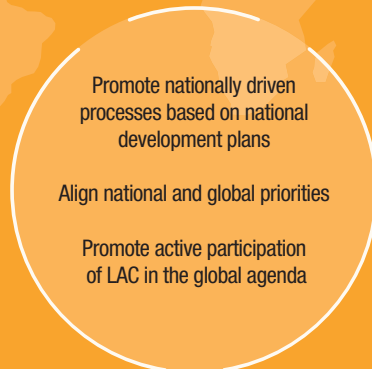 Promote nationally driven
processes based on national
development plans
Align national and global priorities
Promote active participation
of LAC in the global agenda